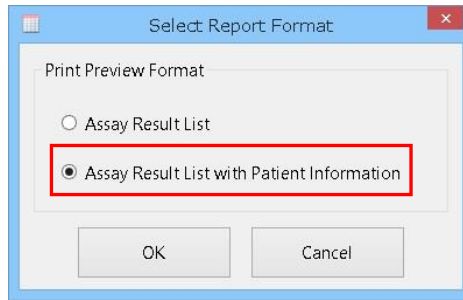 Select Report Format
Print Preview Format
Assay Result List
Assay Result List with Patient Information
OK
Cancel